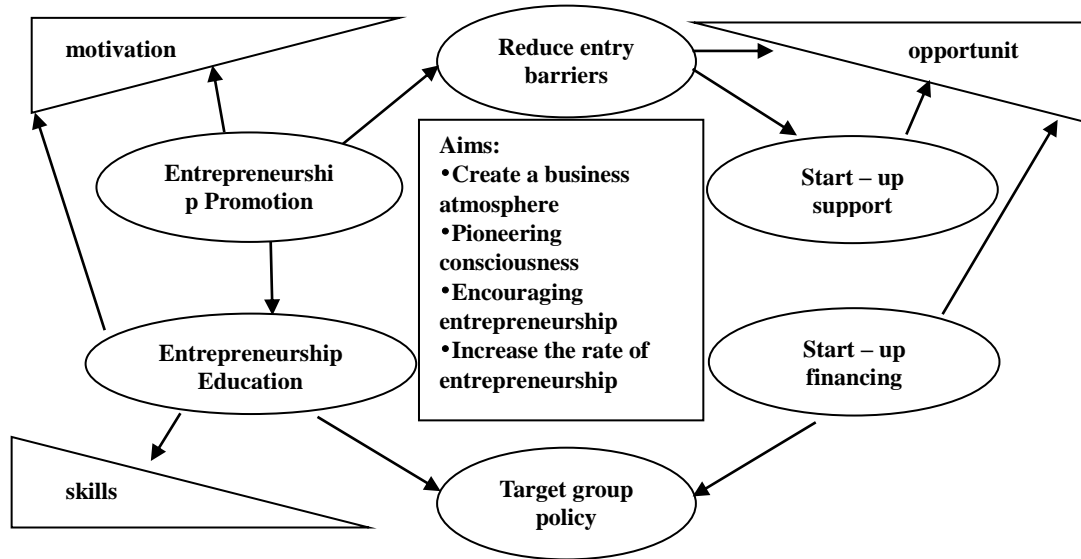 motivation
Reduce entry
barriers
opportunit
Entrepreneurshi
p Promotion
Aims:
•Create a business
atmosphere
•Pioneering
consciousness
•Encouraging
entrepreneurship
•Increase the rate of
entrepreneurship
Start – up
support
Entrepreneurship
Education
Start – up
financing
skills
Target group
policy